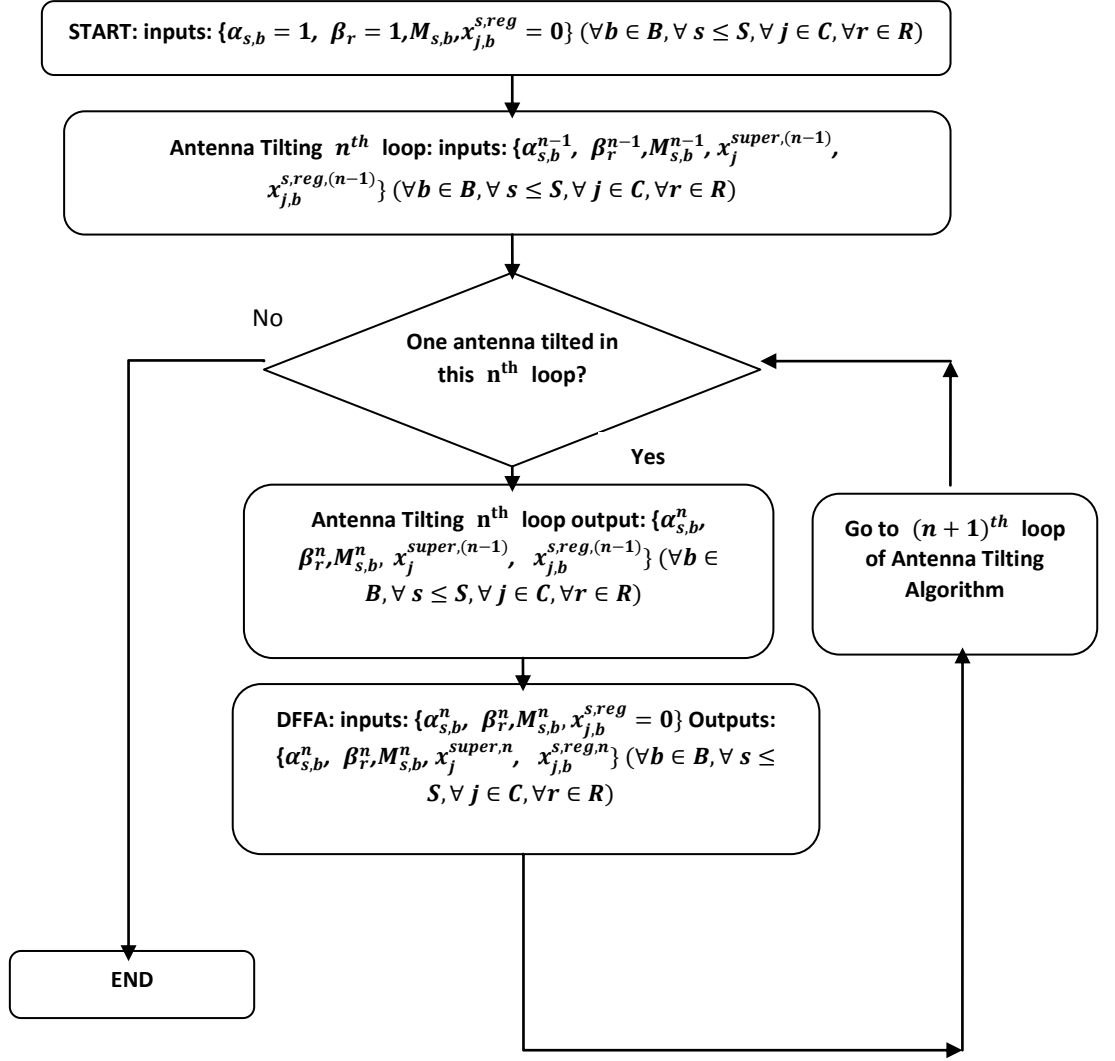 START: inputs: {α_{s,b} = 1, β_r = 1,M_{s,b},x_{j,b}^{s,reg} = 0} (∀b ∈ B,∀ s ≤ S,∀ j ∈ C,∀r ∈ R)
Antenna Tilting n^{th} loop: inputs: {α_{s,b}^{n-1}, β_r^{n-1},M_{s,b}^{n-1}, x_j^{super,(n-1)},
x_{j,b}^{s,reg,(n-1)}} (∀b ∈ B,∀ s ≤ S,∀ j ∈ C,∀r ∈ R)
No
One antenna tilted in
this n^{th} loop?
Yes
Antenna Tilting n^{th} loop output: {α_{s,b}^n,
β_r^n,M_{s,b}^n, x_j^{super,(n-1)}, x_{j,b}^{s,reg,(n-1)}} (∀b ∈
B,∀ s ≤ S,∀ j ∈ C,∀r ∈ R)
Go to (n + 1)^{th} loop
of Antenna Tilting
Algorithm
DFFA: inputs: {α_{s,b}^n, β_r^n,M_{s,b}^n, x_{j,b}^{s,reg} = 0} Outputs:
{α_{s,b}^n, β_r^n,M_{s,b}^n, x_j^{super,n}, x_{j,b}^{s,reg,n}} (∀b ∈ B,∀ s ≤
S,∀ j ∈ C,∀r ∈ R)
END